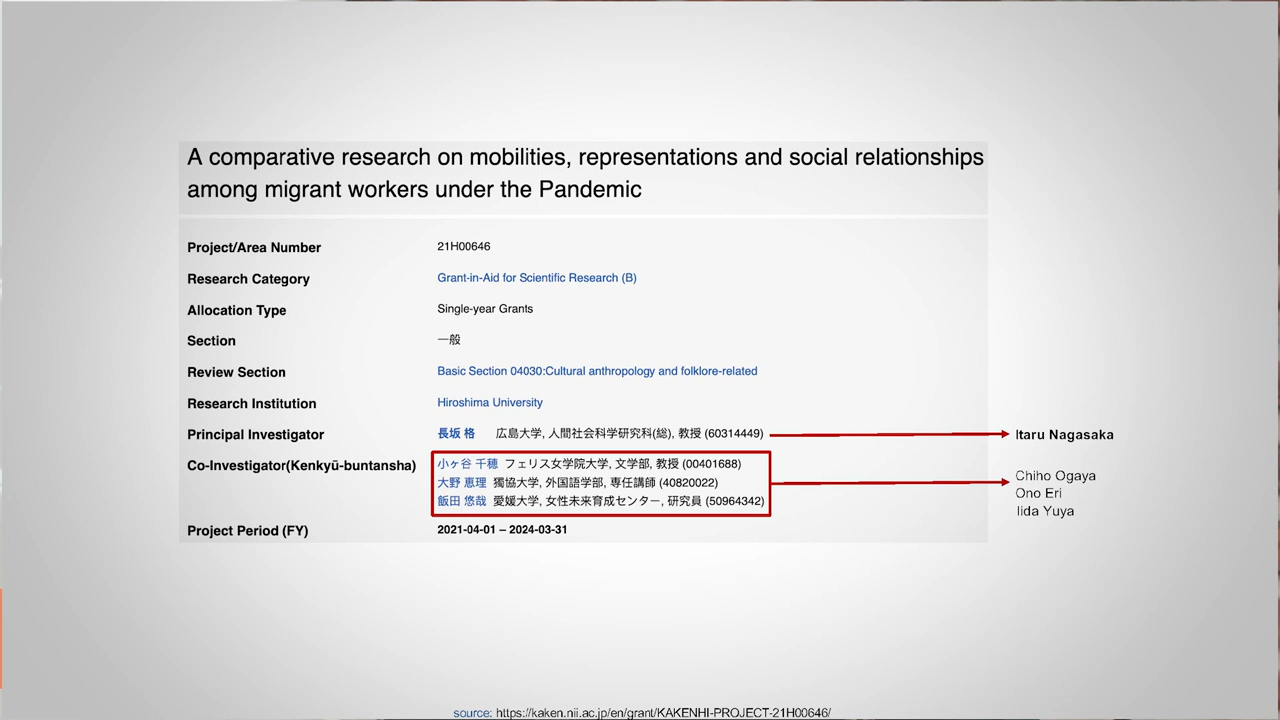 A comparative research on mobilities, representations and social relationships
among migrant workers under the Pandemic
Project/Area Number 21H00646
Research Category Grant-in-Aid for Scientific Research (B)
Allocation Type Single-year Grants
Section 一般
Review Section Basic Section 04030:Cultural anthropology and folklore-related
Research Institution Hiroshima University
Principal Investigator 長坂 格 広島大学, 人間社会科学研究科(総), 教授 (60314449) Itaru Nagasaka
Co-Investigator(Kenkyū-buntansha) 小ヶ谷 千穂 フェリス女学院大学, 文学部, 教授 (00401688)
大野 恵理 獨協大学, 外国語学部, 専任講師 (40820022)
飯田 悠哉 愛媛大学, 女性未来育成センター, 研究員 (50964342)
Chiho Ogaya
Ono Eri
Iida Yuya
Project Period (FY) 2021-04-01 – 2024-03-31
source: https://kaken.nii.ac.jp/en/grant/KAKENHI-PROJECT-21H00646/